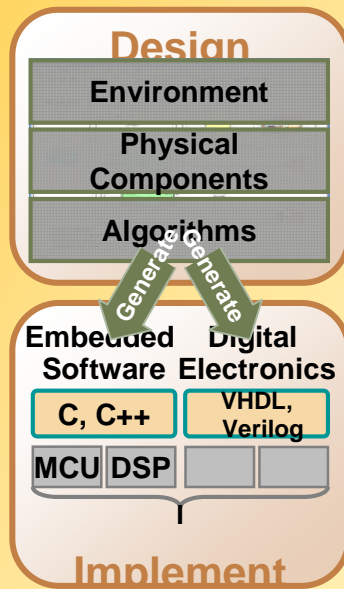 Design
Environment
Physical
Components
Algorithms
Generate
Generate
Embedded
Software
Digital
Electronics
C, C++
VHDL,
Verilog
MCU
DSP
I
Implement